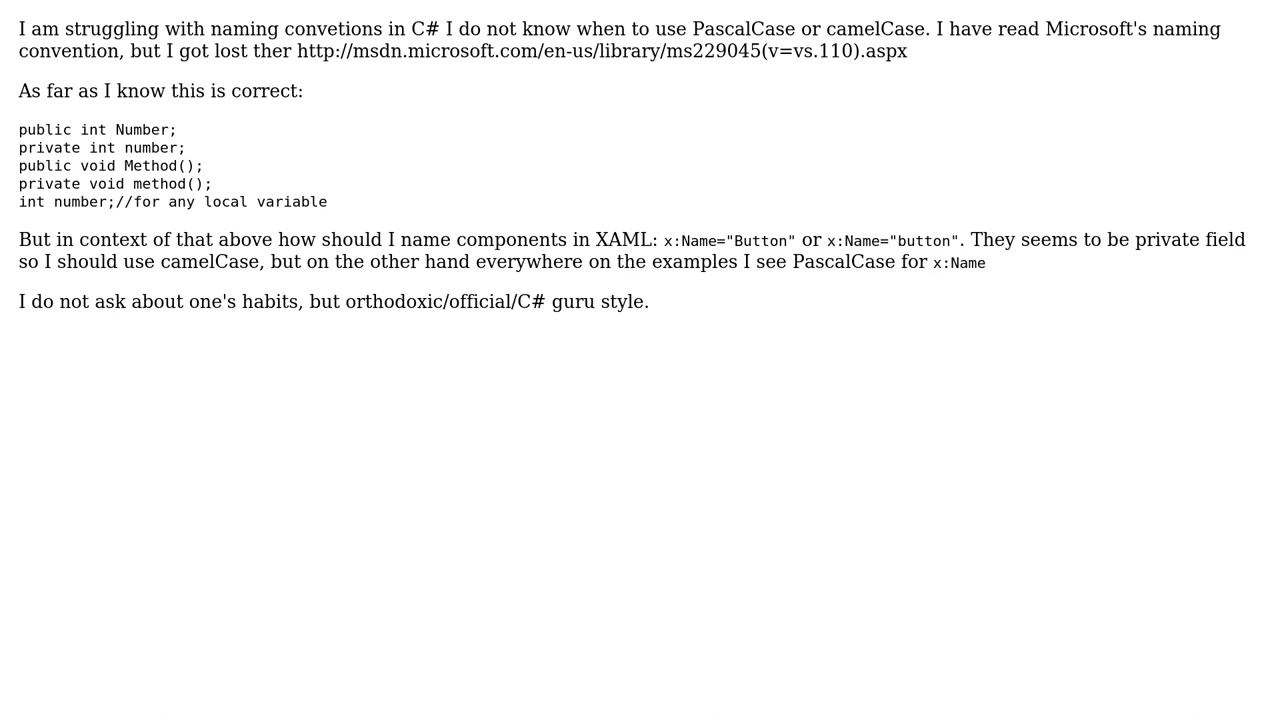 I am struggling with naming convetions in C# I do not know when to use PascalCase or camelCase. I have read Microsoft's naming
convention, but I got lost ther http://msdn.microsoft.com/en-us/library/ms229045(v=vs.110).aspx
As far as I know this is correct:
public int Number;
private int number;
public void Method();
private void method();
int number;//for any local variable
But in context of that above how should I name components in XAML: x:Name="Button" or x:Name="button". They seems to be private field
so I should use camelCase, but on the other hand everywhere on the examples I see PascalCase for x:Name
I do not ask about one's habits, but orthodoxic/official/C# guru style.